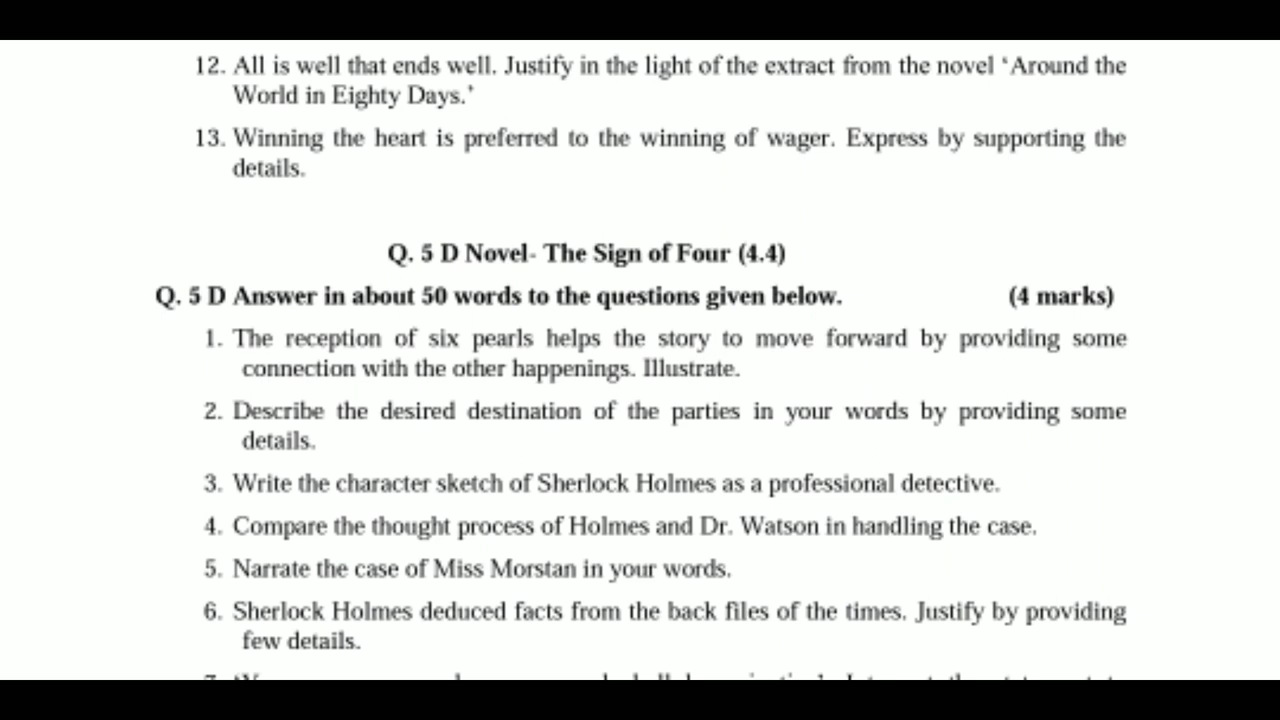 12. All is well that ends well. Justify in the light of the extract from the novel ‘Around the
World in Eighty Days.’
13. Winning the heart is preferred to the winning of wager. Express by supporting the
details.
Q. 5 D Novel- The Sign of Four (4.4)
Q. 5 D Answer in about 50 words to the questions given below. (4 marks)
1. The reception of six pearls helps the story to move forward by providing some
connection with the other happenings. Illustrate.
2. Describe the desired destination of the parties in your words by providing some
details.
3. Write the character sketch of Sherlock Holmes as a professional detective.
4. Compare the thought process of Holmes and Dr. Watson in handling the case.
5. Narrate the case of Miss Morstan in your words.
6. Sherlock Holmes deduced facts from the back files of the times. Justify by providing
few details.